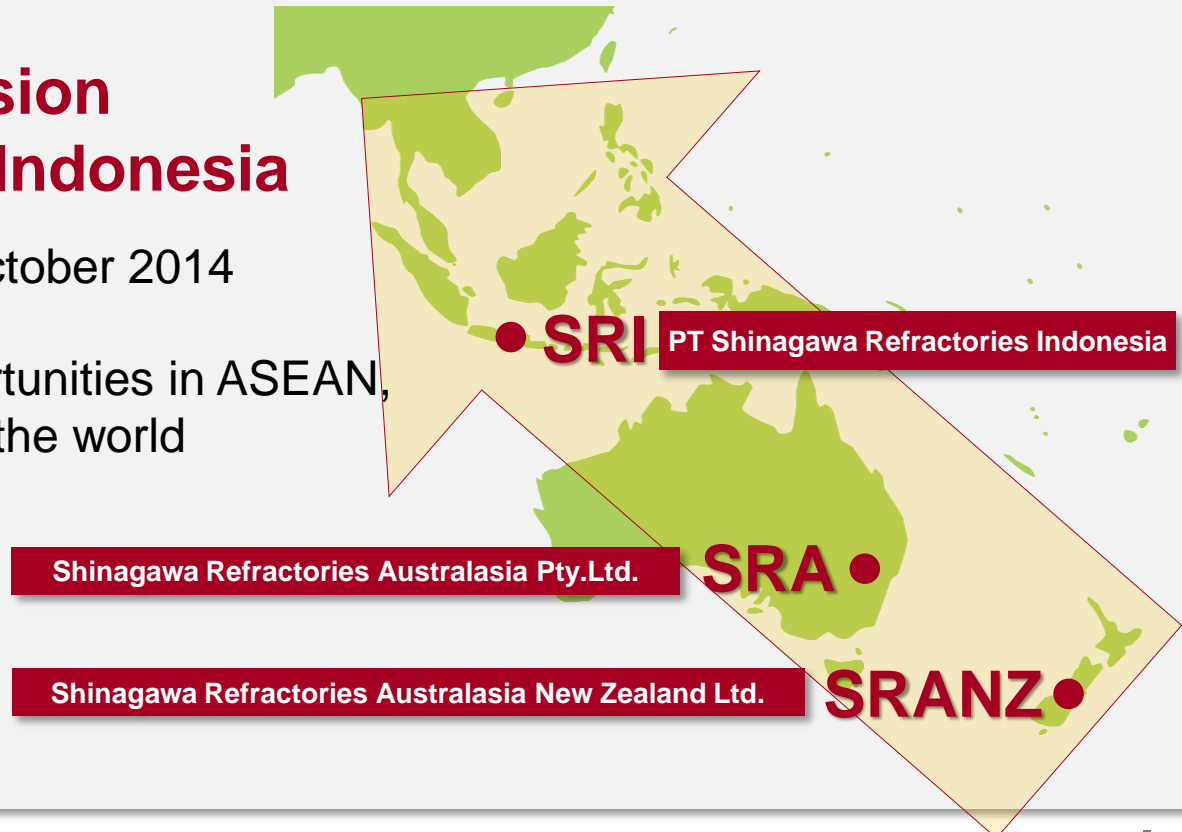 sion
Indonesia
ctober 2014
rtunities in ASEAN,
the world
SRI
PT Shinagawa Refractories Indonesia
Shinagawa Refractories Australasia Pty.Ltd.
SRA
Shinagawa Refractories Australasia New Zealand Ltd.
SRANZ